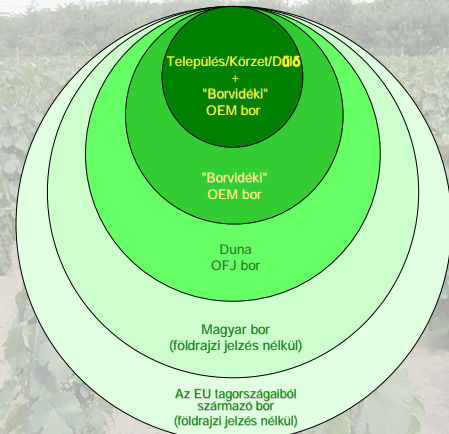 Település/Körzet/Dűlő
+
"Borvidéki"
OEM bor
"Borvidéki"
OEM bor
Duna
OFJ bor
Magyar bor
(földrajzi jelzés nélkül)
Az EU tagországaiból
származó bor
(földrajzi jelzés nélkül)